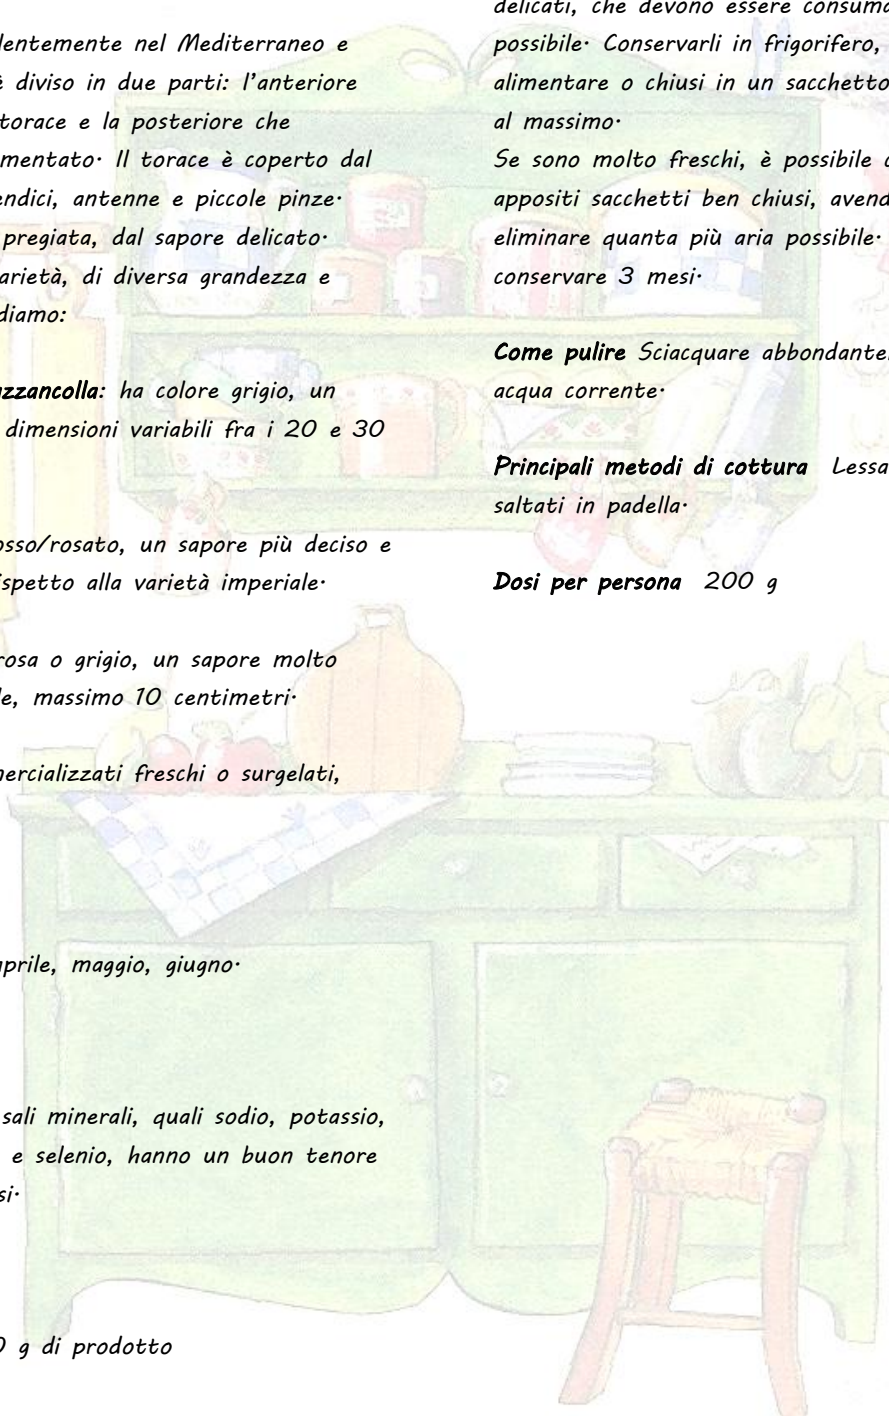 lentemente nel Mediterraneo e
è diviso in due parti: l'anteriore
torace e la posteriore che
mentato· Il torace è coperto dal
endici, antenne e piccole pinze·
pregiata, dal sapore delicato·
arietà, di diversa grandezza e
diamo:
azzancolla: ha colore grigio, un
dimensioni variabili fra i 20 e 30
osso/rosato, un sapore più deciso e
ispetto alla varietà imperiale·
rosa o grigio, un sapore molto
le, massimo 10 centimetri·
mercializzati freschi o surgelati,
aprile, maggio, giugno·
sali minerali, quali sodio, potassio,
e selenio, hanno un buon tenore
si·
0 g di prodotto
delicati, che devono essere consuma
possibile· Conservarli in frigorifero,
alimentare o chiusi in un sacchetto
al massimo·
Se sono molto freschi, è possibile c
appositi sacchetti ben chiusi, avend
eliminare quanta più aria possibile·
conservare 3 mesi·
Come pulire Sciacquare abbondante
acqua corrente·
Principali metodi di cottura Lessa
saltati in padella·
Dosi per persona 200 g